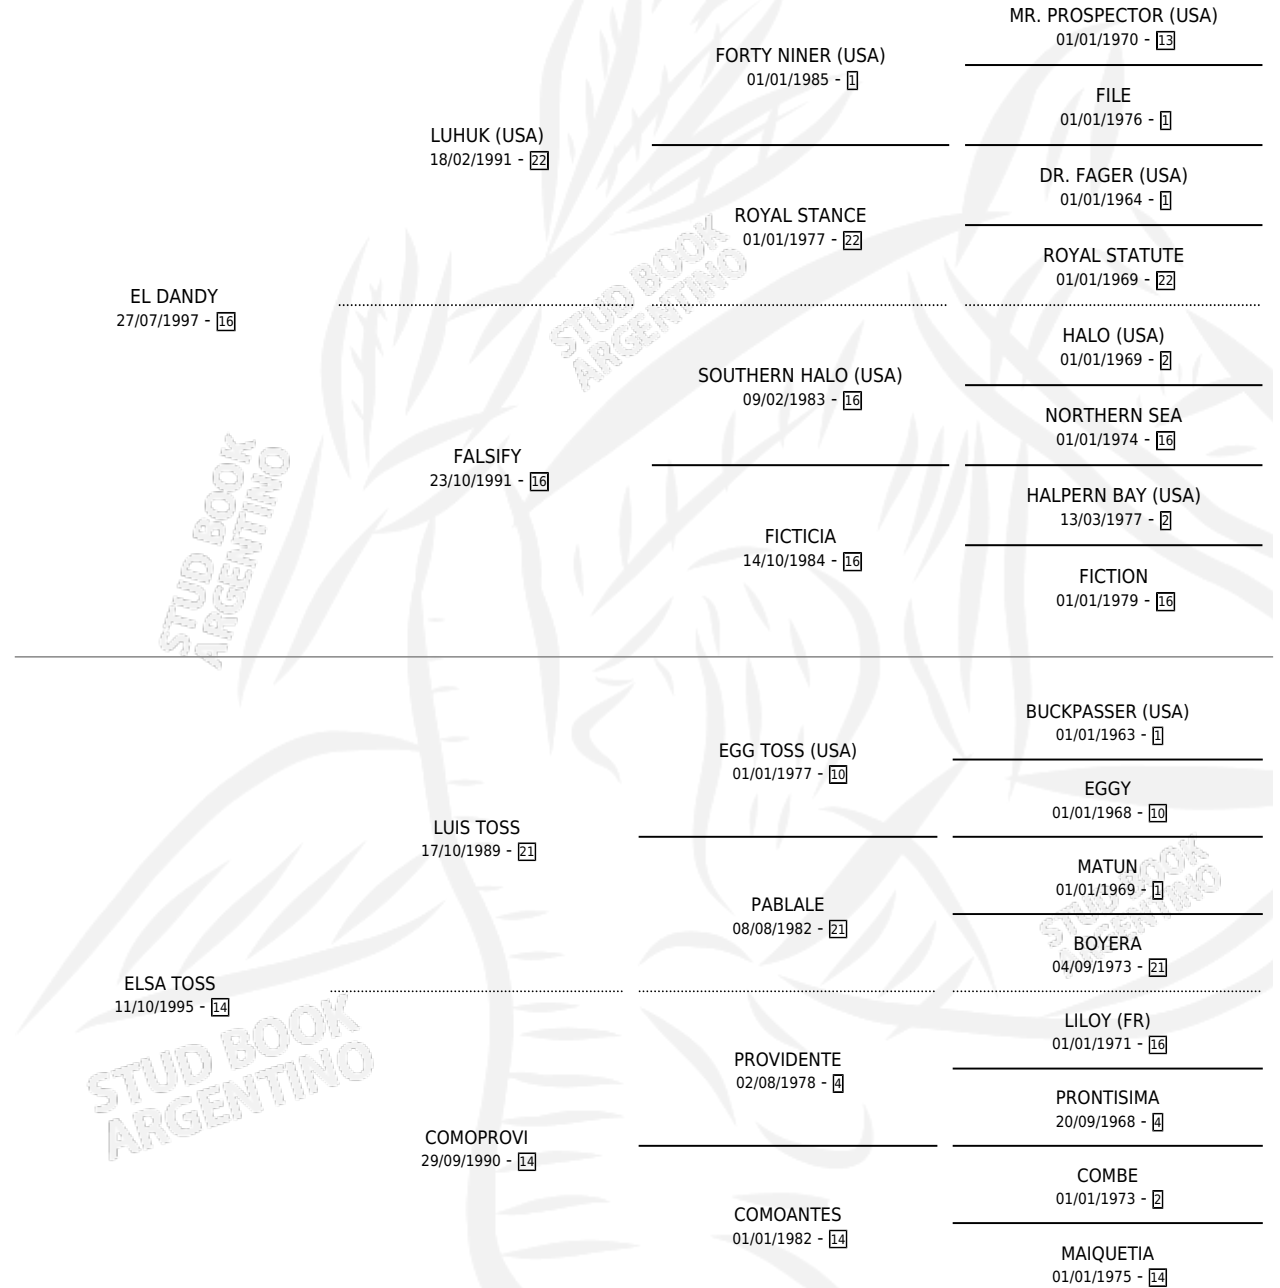 MR. PROSPECTOR (USA)
01/01/1970 - 13
FORTY NINER (USA)
01/01/1985 - 1
FILE
01/01/1976 - 1
LUHUK (USA)
18/02/1991 - 22
DR. FAGER (USA)
01/01/1964 - 1
ROYAL STANCE
01/01/1977 - 22
ROYAL STATUTE
01/01/1969 - 22
EL DANDY
27/07/1997 - 16
HALO (USA)
01/01/1969 - 2
SOUTHERN HALO (USA)
09/02/1983 - 16
NORTHERN SEA
01/01/1974 - 16
FALSIFY
23/10/1991 - 16
HALPERN BAY (USA)
13/03/1977 - 2
FICTICIA
14/10/1984 - 16
FICTION
01/01/1979 - 16
STUD BOOK
ARGENTINO
STUD BOOK
ARGENTINO
BUCKPASSER (USA)
01/01/1963 - 1
EGG TOSS (USA)
01/01/1977 - 10
EGGY
01/01/1968 - 10
LUIS TOSS
17/10/1989 - 21
MATUN
01/01/1969 - 1
PABLALE
08/08/1982 - 21
BOYERA
04/09/1973 - 21
STUD BOOK
ARGENTINO
ELSA TOSS
11/10/1995 - 14
LILOY (FR)
01/01/1971 - 16
PROVIDENTE
02/08/1978 - 4
PRONTISIMA
20/09/1968 - 4
STUD BOOK
ARGENTINO
COMOPROVI
29/09/1990 - 14
COMBE
01/01/1973 - 2
COMOANTES
01/01/1982 - 14
MAIQUETIA
01/01/1975 - 14